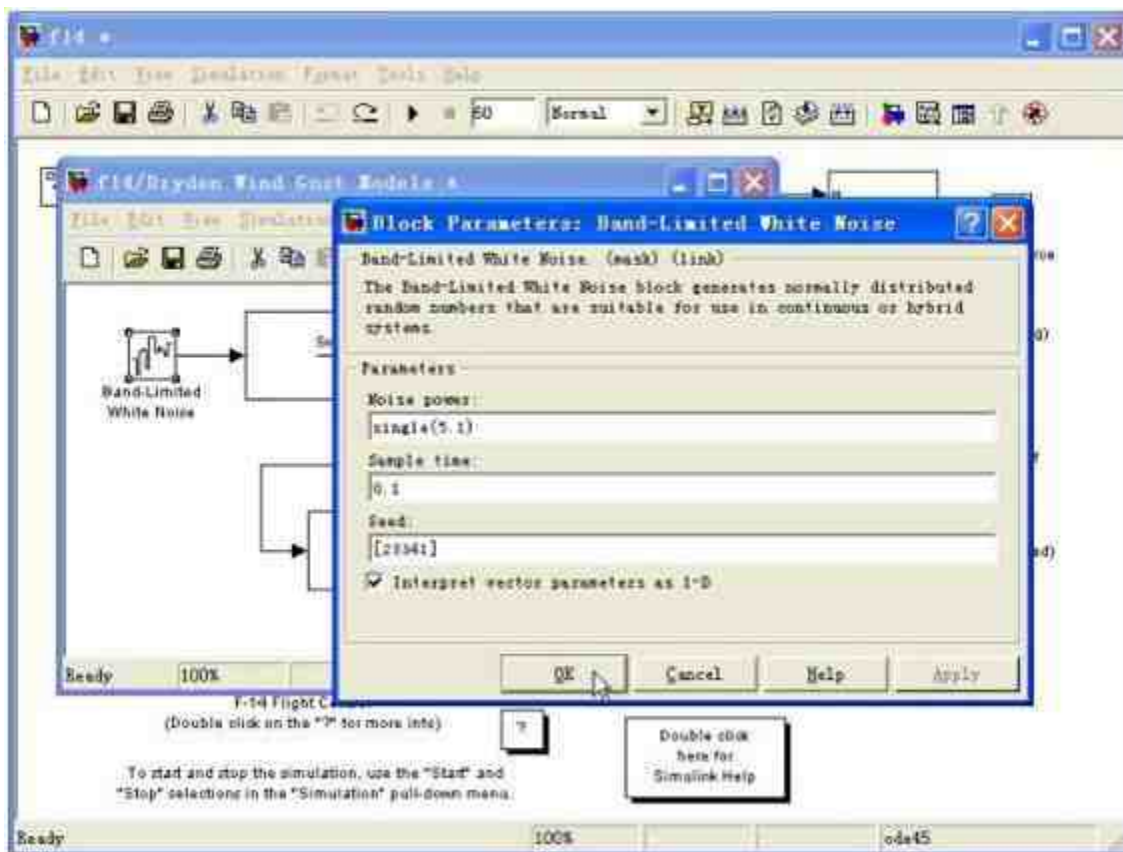 f14 *
File Edit View Simulation Format Tools Help
60 Normal
f14/Dryden Wind Gust Models *
File Edit View Simulation
Band-Limited
White Noise
Block Parameters: Band-Limited White Noise
Band-Limited White Noise. (mask) (link)
The Band-Limited White Noise block generates normally distributed
random numbers that are suitable for use in continuous or hybrid
systems.
Parameters
Noise power:
single(5.1)
Sample time:
0.1
Seed:
[23341]
Interpret vector parameters as 1-D
OK Cancel Help Apply
Ready 100%
F-14 Flight
(Double click on the "?" for more info)
?
Double click
here for
Simulink Help
To start and stop the simulation, use the "Start" and
"Stop" selections in the "Simulation" pull-down menu.
Ready 100% ode45